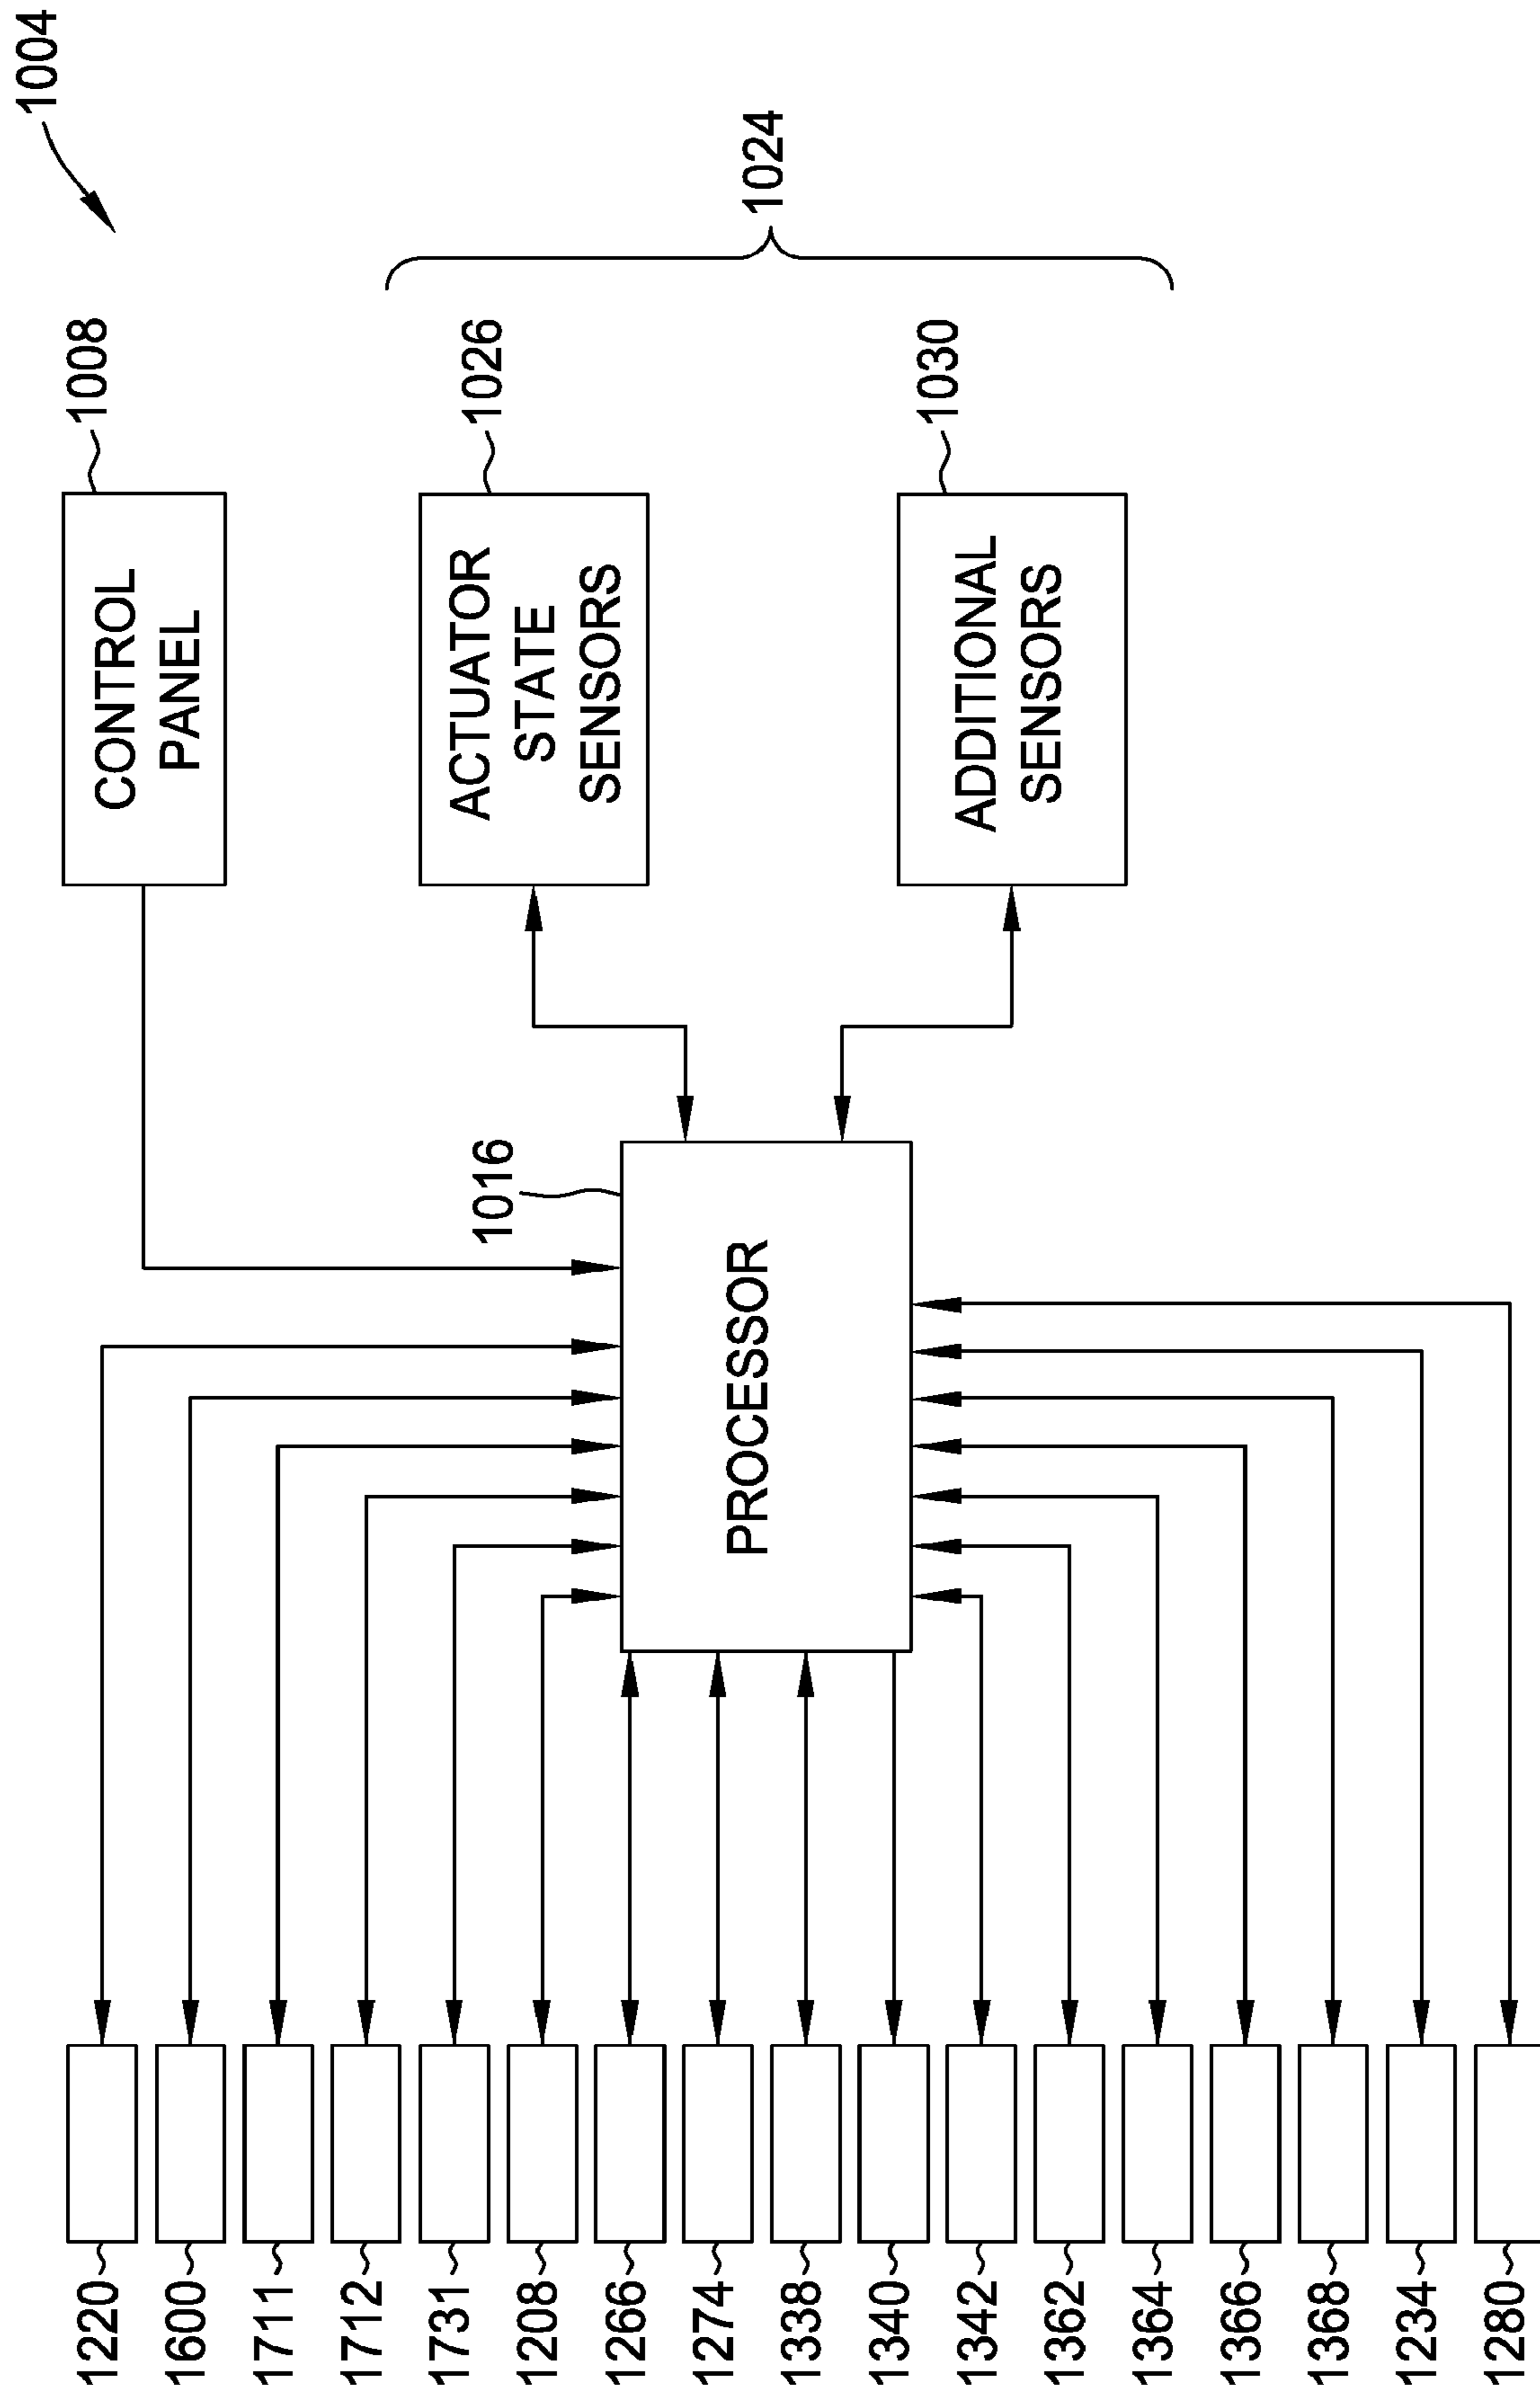 1004
1008
CONTROL
PANEL
1024
1026
ACTUATOR
STATE
SENSORS
1030
ADDITIONAL
SENSORS
1016
PROCESSOR
1220
1600
1711
1712
1731
1208
1266
1274
1338
1340
1342
1362
1364
1366
1368
1234
1280